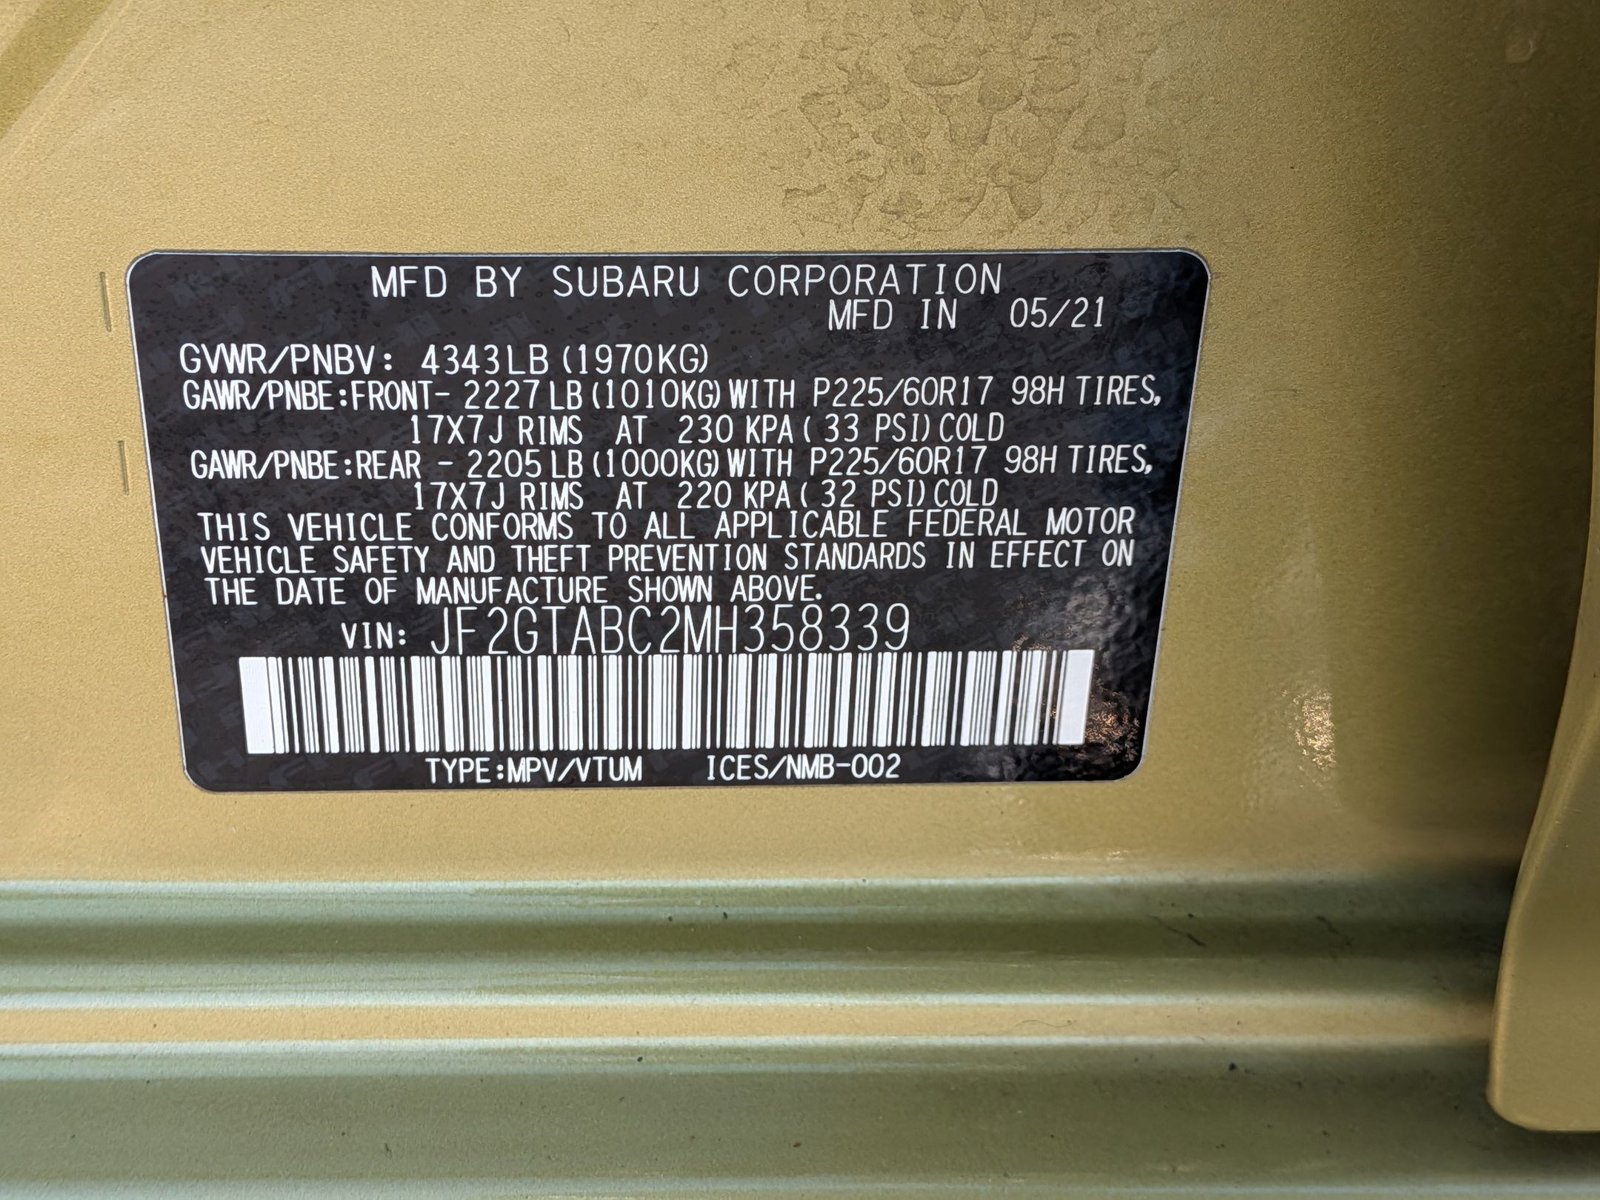 MFD BY SUBARU CORPORATION
MFD IN 05/21
GVWR/PNBV: 4343LB (1970KG)
GAWR/PNBE:FRONT- 2227LB (1010KG) WITH P225/60R17 98H TIRES,
17X7J RIMS AT 230 KPA ( 33 PSI) COLD
GAWR/PNBE:REAR - 2205LB (1000KG) WITH P225/60R17 98H TIRES,
17X7J RIMS AT 220 KPA ( 32 PSI) COLD
THIS VEHICLE CONFORMS TO ALL APPLICABLE FEDERAL MOTOR
VEHICLE SAFETY AND THEFT PREVENTION STANDARDS IN EFFECT ON
THE DATE OF MANUFACTURE SHOWN ABOVE.
VIN: JF2GTABC2MH358339
TYPE:MPV/VTUM ICES/NMB-002